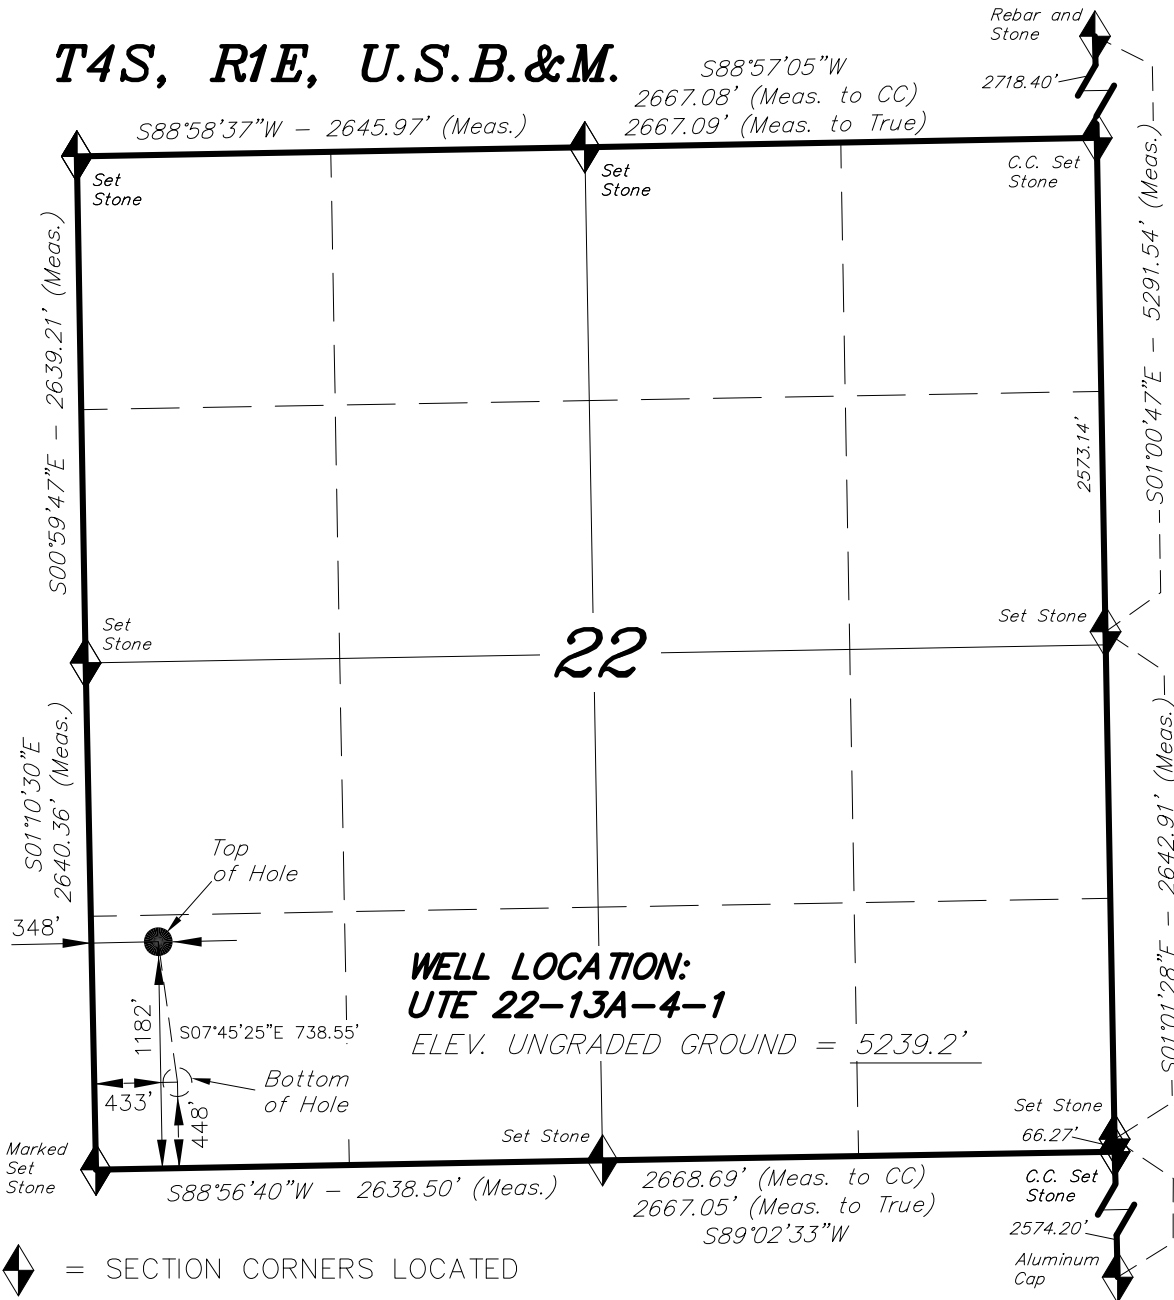 T4S, R1E, U.S.B.&M.
Rebar and
Stone
2718.40'
S88°57'05"W
2667.08' (Meas. to CC)
2667.09' (Meas. to True)
S88°58'37"W - 2645.97' (Meas.)
Set
Stone
Set
Stone
C.C. Set
Stone
S00°59'47"E - 2639.21' (Meas.)
S01°00'47"E - 5291.54' (Meas.)
2573.14'
Set
Stone
22
Set Stone
S01°10'30"E
2640.36' (Meas.)
S01°01'28"E - 2642.91' (Meas.)
Top
of Hole
348'
WELL LOCATION:
UTE 22-13A-4-1
ELEV. UNGRADED GROUND = 5239.2'
1182'
S07°45'25"E 738.55'
Bottom
of Hole
433'
448'
Marked
Set
Stone
Set Stone
Set Stone
66.27'
C.C. Set
Stone
S88°56'40"W - 2638.50' (Meas.)
2668.69' (Meas. to CC)
2667.05' (Meas. to True)
S89°02'33"W
2574.20'
Aluminum
Cap
= SECTION CORNERS LOCATED